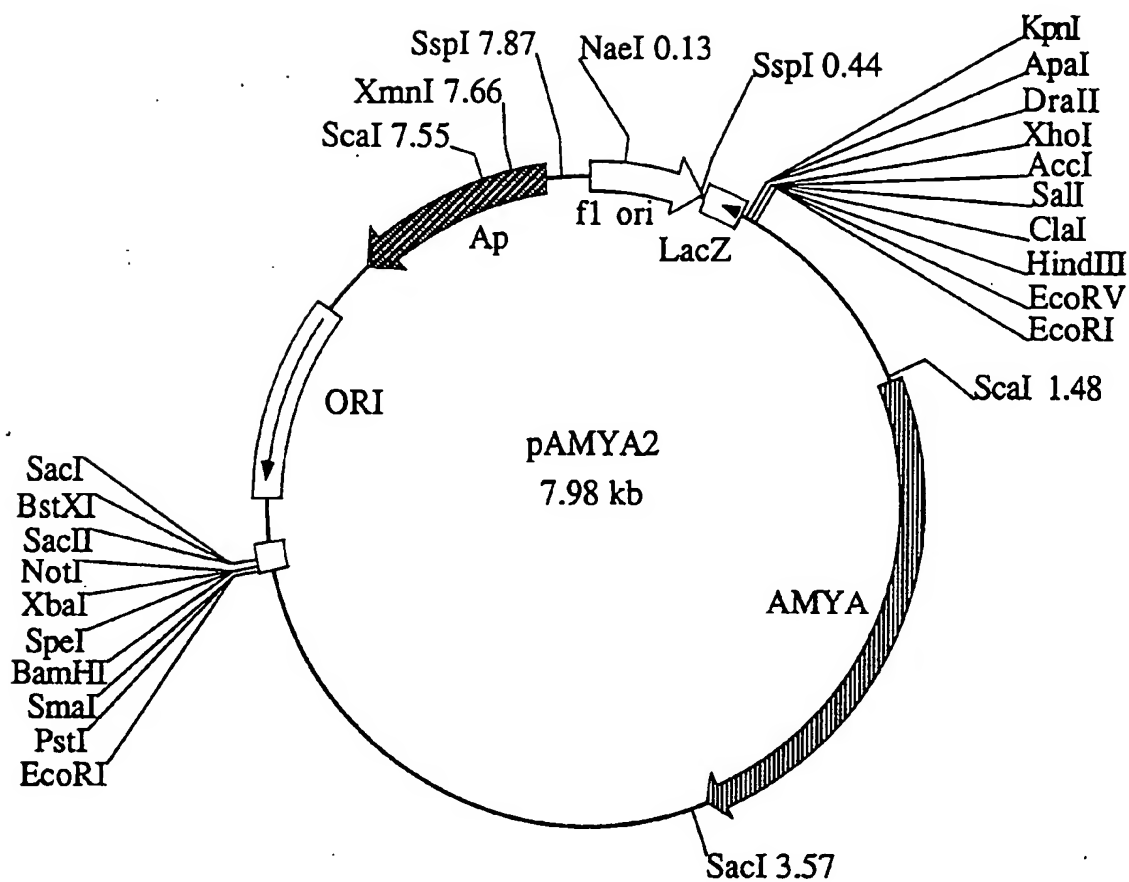 SspI 7.87
NaeI 0.13
SspI 0.44
XmnI 7.66
ScaI 7.55
KpnI
ApaI
DraII
XhoI
AccI
SalI
ClaI
HindIII
EcoRV
EcoRI
f1 ori
Ap
LacZ
ScaI 1.48
ORI
pAMYA2
7.98 kb
SacI
BstXI
SacII
NotI
XbaI
SpeI
BamHI
SmaI
PstI
EcoRI
AMYA
SacI 3.57